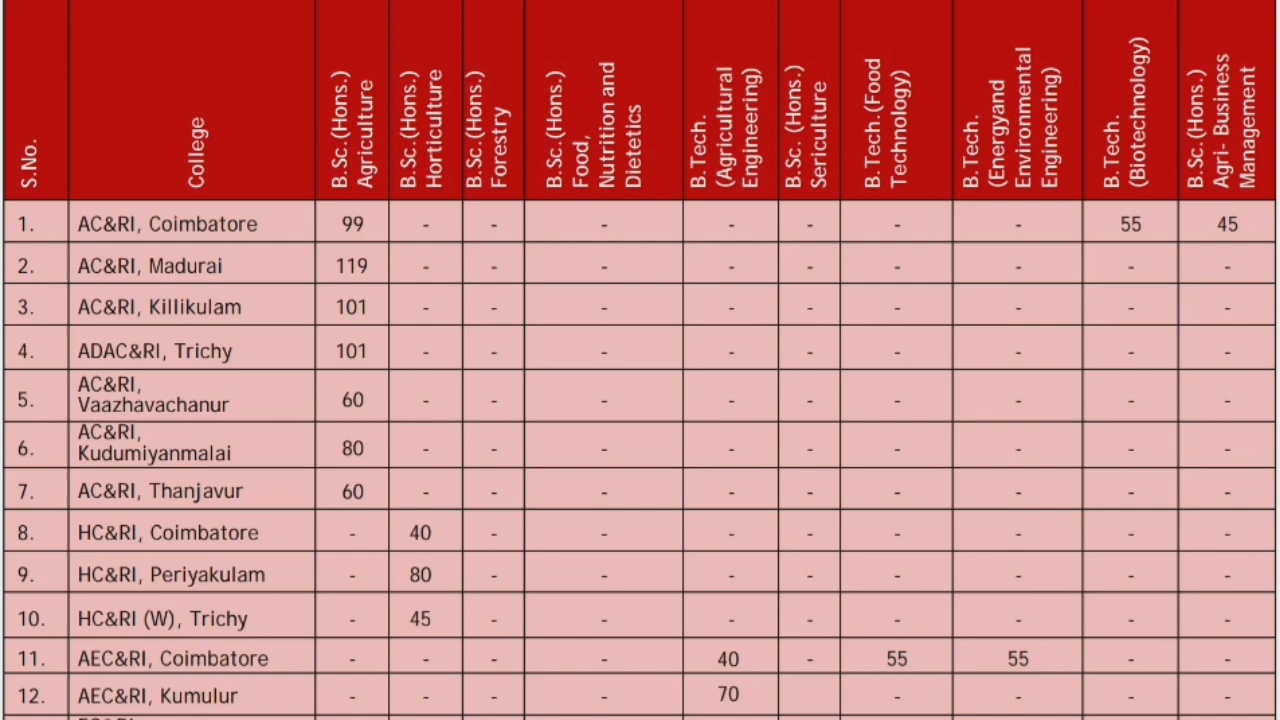 S.No. College B.Sc.(Hons.) Agriculture B.Sc.(Hons.) Horticulture B.Sc.(Hons.) Forestry B.Sc.(Hons.) Food, Nutrition and Dietetics B.Tech. (Agricultural Engineering) B.Sc. (Hons.) Sericulture B.Tech.(Food Technology) B.Tech. (Energyand Environmental Engineering) B.Tech. (Biotechnology) B.Sc.(Hons.) Agri- Business Management
1. AC&RI, Coimbatore 99 - - - - - - - 55 45
2. AC&RI, Madurai 119 - - - - - - - - -
3. AC&RI, Killikulam 101 - - - - - - - - -
4. ADAC&RI, Trichy 101 - - - - - - - - -
5. AC&RI, Vaazhavachanur 60 - - - - - - - - -
6. AC&RI, Kudumiyanmalai 80 - - - - - - - - -
7. AC&RI, Thanjavur 60 - - - - - - - - -
8. HC&RI, Coimbatore - 40 - - - - - - - -
9. HC&RI, Periyakulam - 80 - - - - - - - -
10. HC&RI (W), Trichy - 45 - - - - - - - -
11. AEC&RI, Coimbatore - - - - 40 - 55 55 - -
12. AEC&RI, Kumulur - - - - 70 - - - -